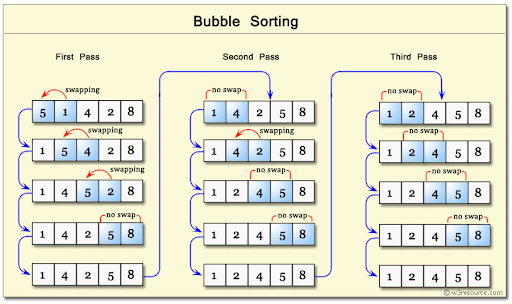 Bubble Sorting
First Pass
swapping
5 1 4 2 8
swapping
1 5 4 2 8
swapping
1 4 5 2 8
no swap
1 4 2 5 8
1 4 2 5 8
Second Pass
no swap
1 4 2 5 8
swapping
1 4 2 5 8
no swap
1 2 4 5 8
no swap
1 2 4 5 8
1 2 4 5 8
Third Pass
no swap
1 2 4 5 8
no swap
1 2 4 5 8
no swap
1 2 4 5 8
no swap
1 2 4 5 8
1 2 4 5 8
© w3resource.com